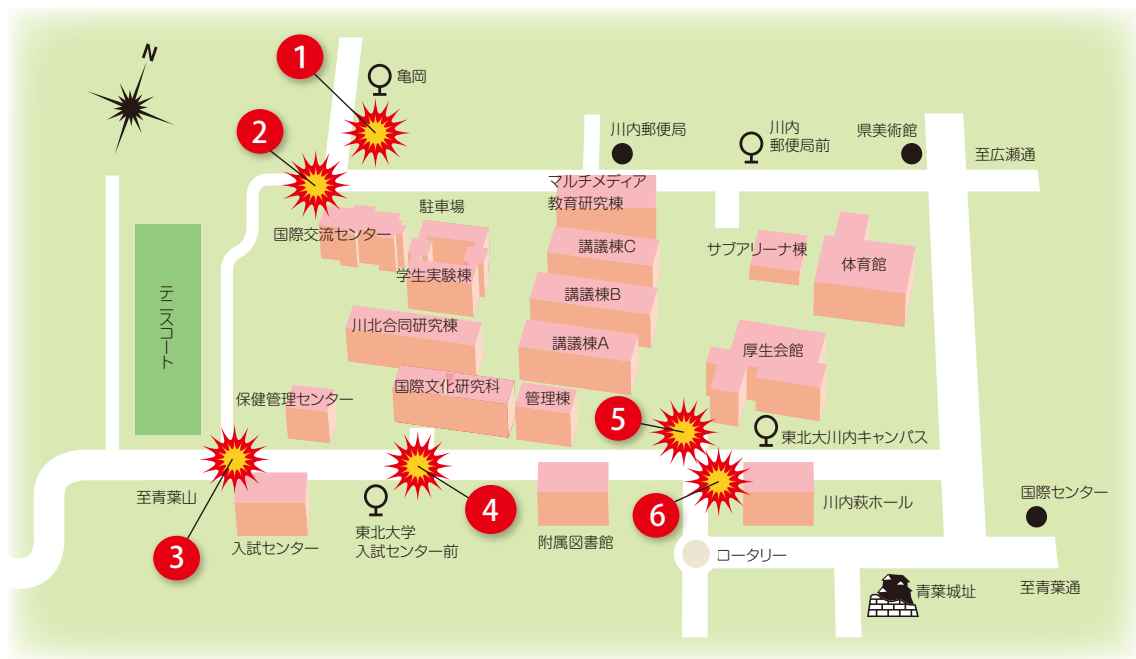 N
1
亀岡
2
川内郵便局
川内
郵便局前
県美術館
至広瀬通
マルチメディア
教育研究棟
駐車場
国際交流センター
講議棟C
サブアリーナ棟
体育館
学生実験棟
講議棟B
テニスコート
川北合同研究棟
講議棟A
厚生会館
国際文化研究科
保健管理センター
管理棟
5
東北大川内キャンパス
至青葉山
4
6
川内萩ホール
国際センター
東北大学
入試センター前
3
入試センター
附属図書館
ロータリー
青葉城址
至青葉通